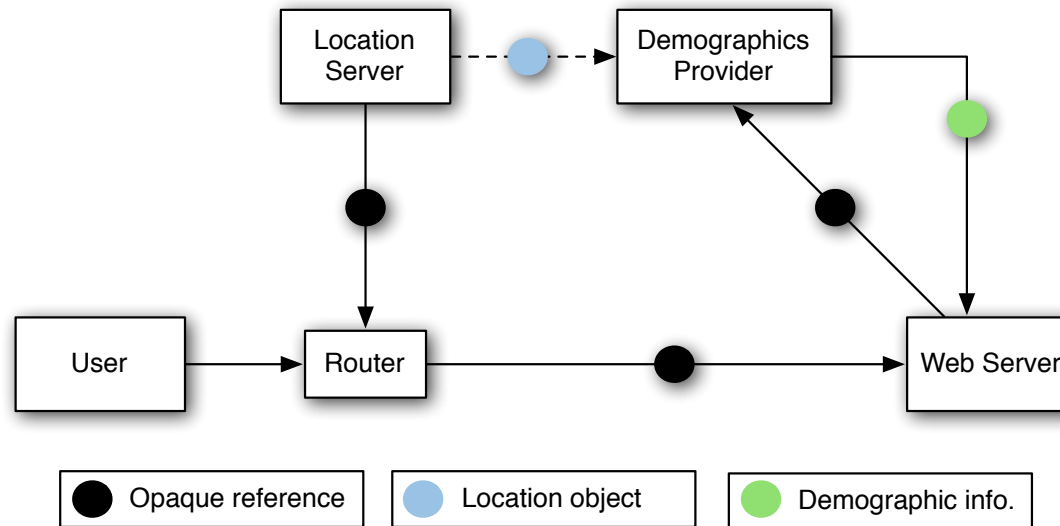 Location
Server
Demographics
Provider
User
Router
Web Server
Opaque reference
Location object
Demographic info.